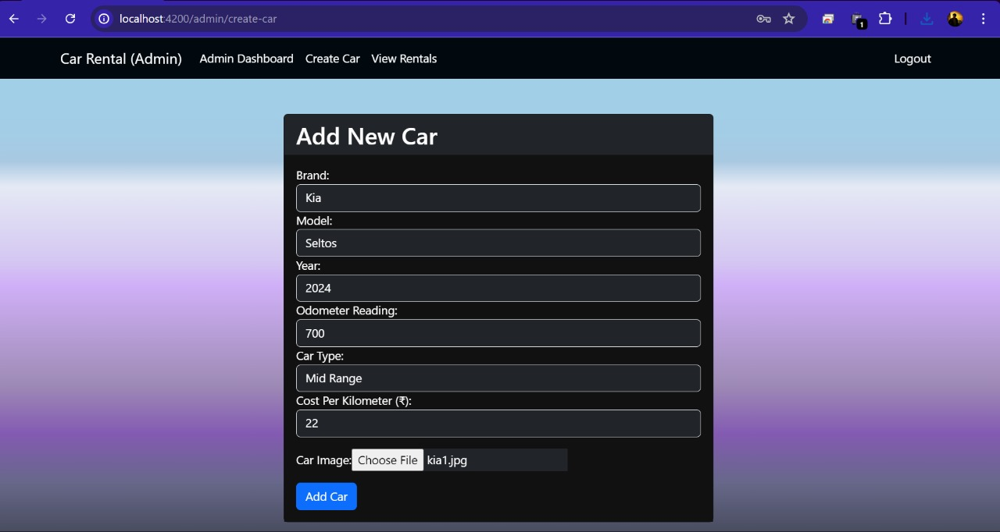 localhost:4200/admin/create-car
1
Car Rental (Admin) Admin Dashboard Create Car View Rentals Logout
Add New Car
Brand:
Kia
Model:
Seltos
Year:
2024
Odometer Reading:
700
Car Type:
Mid Range
Cost Per Kilometer (₹):
22
Car Image: Choose File kia1.jpg
Add Car